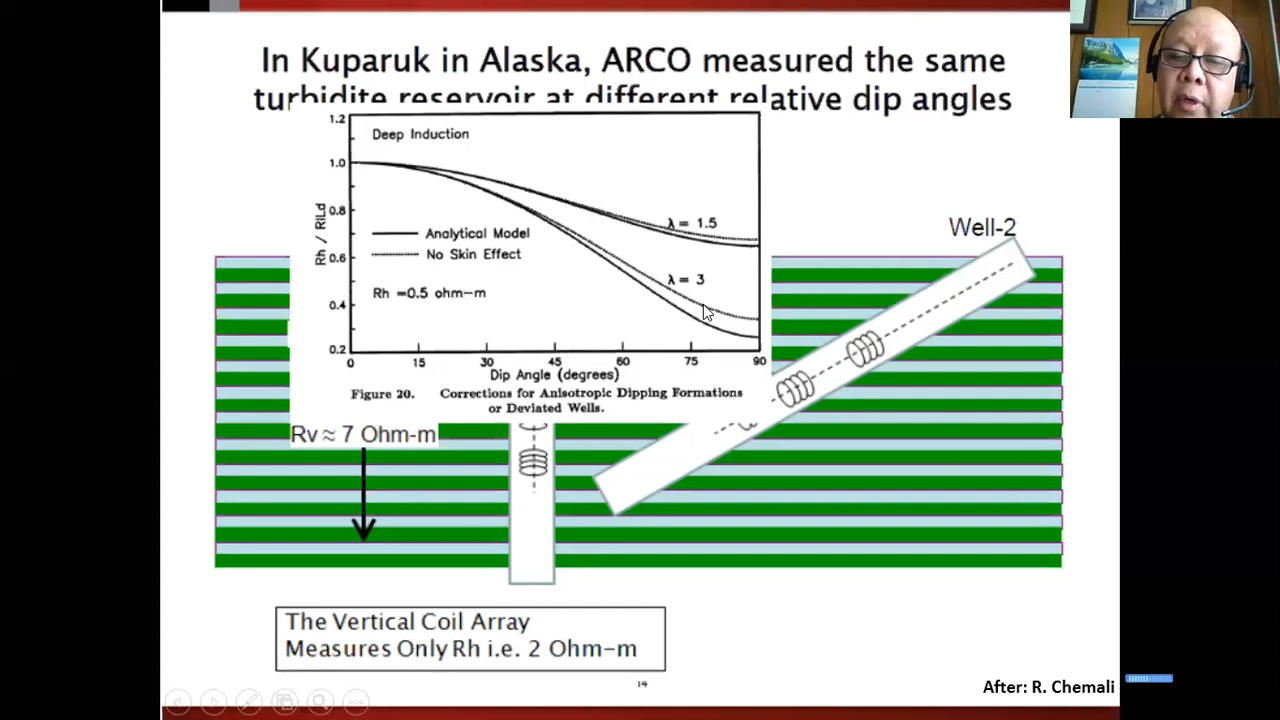 In Kuparuk in Alaska, ARCO measured the same
turbidite reservoir at different relative dip angles
1.2
1.0
0.8
0.6
0.4
0.2
Rh / RILd
Deep Induction
λ = 1.5
Analytical Model
No Skin Effect
λ = 3
Rh =0.5 ohm-m
0 15 30 45 60 75 90
Dip Angle (degrees)
Figure 20. Corrections for Anisotropic Dipping Formations
or Deviated Wells.
Well-2
Rv ≈ 7 Ohm-m
The Vertical Coil Array
Measures Only Rh i.e. 2 Ohm-m
14
After: R. Chemali